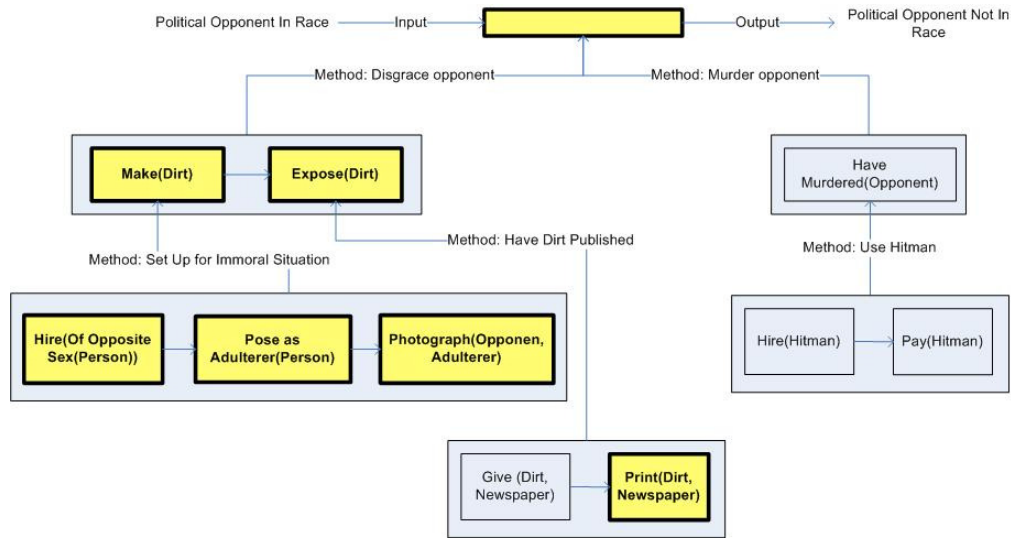 Political Opponent In Race
Input
Output
Political Opponent Not In
Race
Method: Disgrace opponent
Method: Murder opponent
Make(Dirt)
Expose(Dirt)
Have
Murdered(Opponent)
Method: Have Dirt Published
Method: Use Hitman
Method: Set Up for Immoral Situation
Hire(Of Opposite
Sex(Person))
Pose as
Adulterer(Person)
Photograph(Opponen,
Adulterer)
Hire(Hitman)
Pay(Hitman)
Give (Dirt,
Newspaper)
Print(Dirt,
Newspaper)